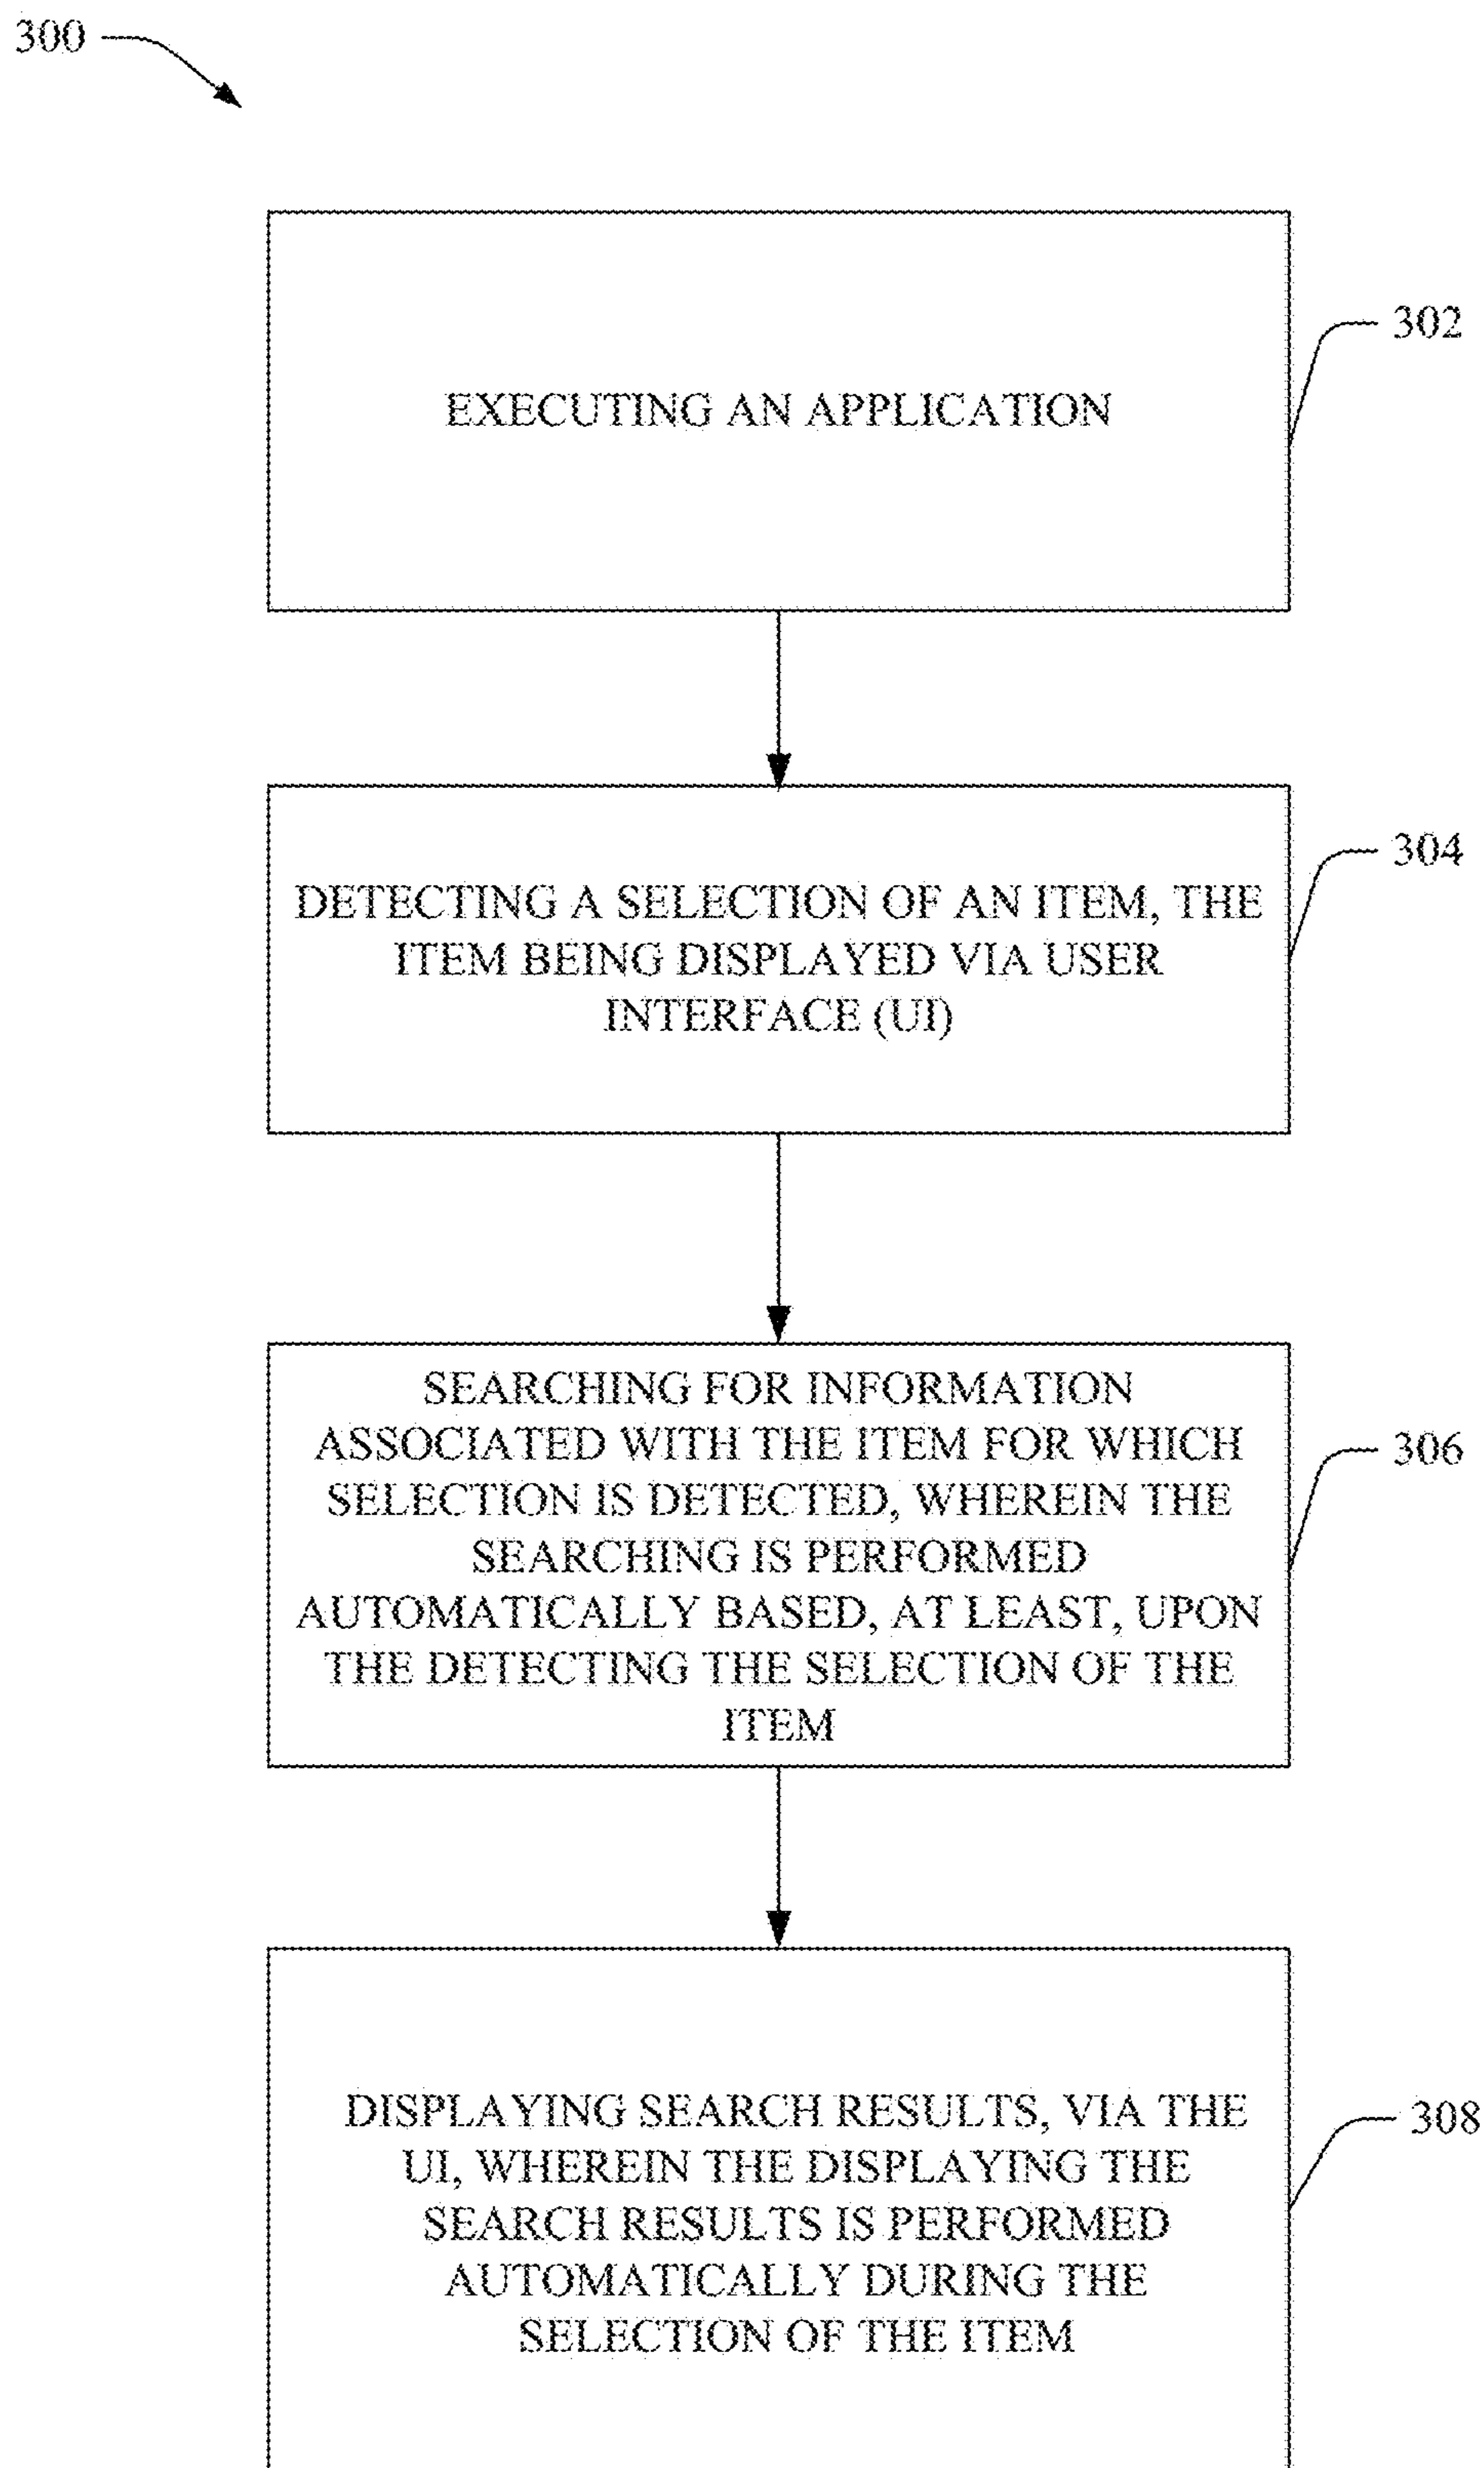 300
EXECUTING AN APPLICATION
302
DETECTING A SELECTION OF AN ITEM, THE
ITEM BEING DISPLAYED VIA USER
INTERFACE (UI)
304
SEARCHING FOR INFORMATION
ASSOCIATED WITH THE ITEM FOR WHICH
SELECTION IS DETECTED, WHEREIN THE
SEARCHING IS PERFORMED
AUTOMATICALLY BASED, AT LEAST, UPON
THE DETECTING THE SELECTION OF THE
ITEM
306
DISPLAYING SEARCH RESULTS, VIA THE
UI, WHEREIN THE DISPLAYING THE
SEARCH RESULTS IS PERFORMED
AUTOMATICALLY DURING THE
SELECTION OF THE ITEM
308